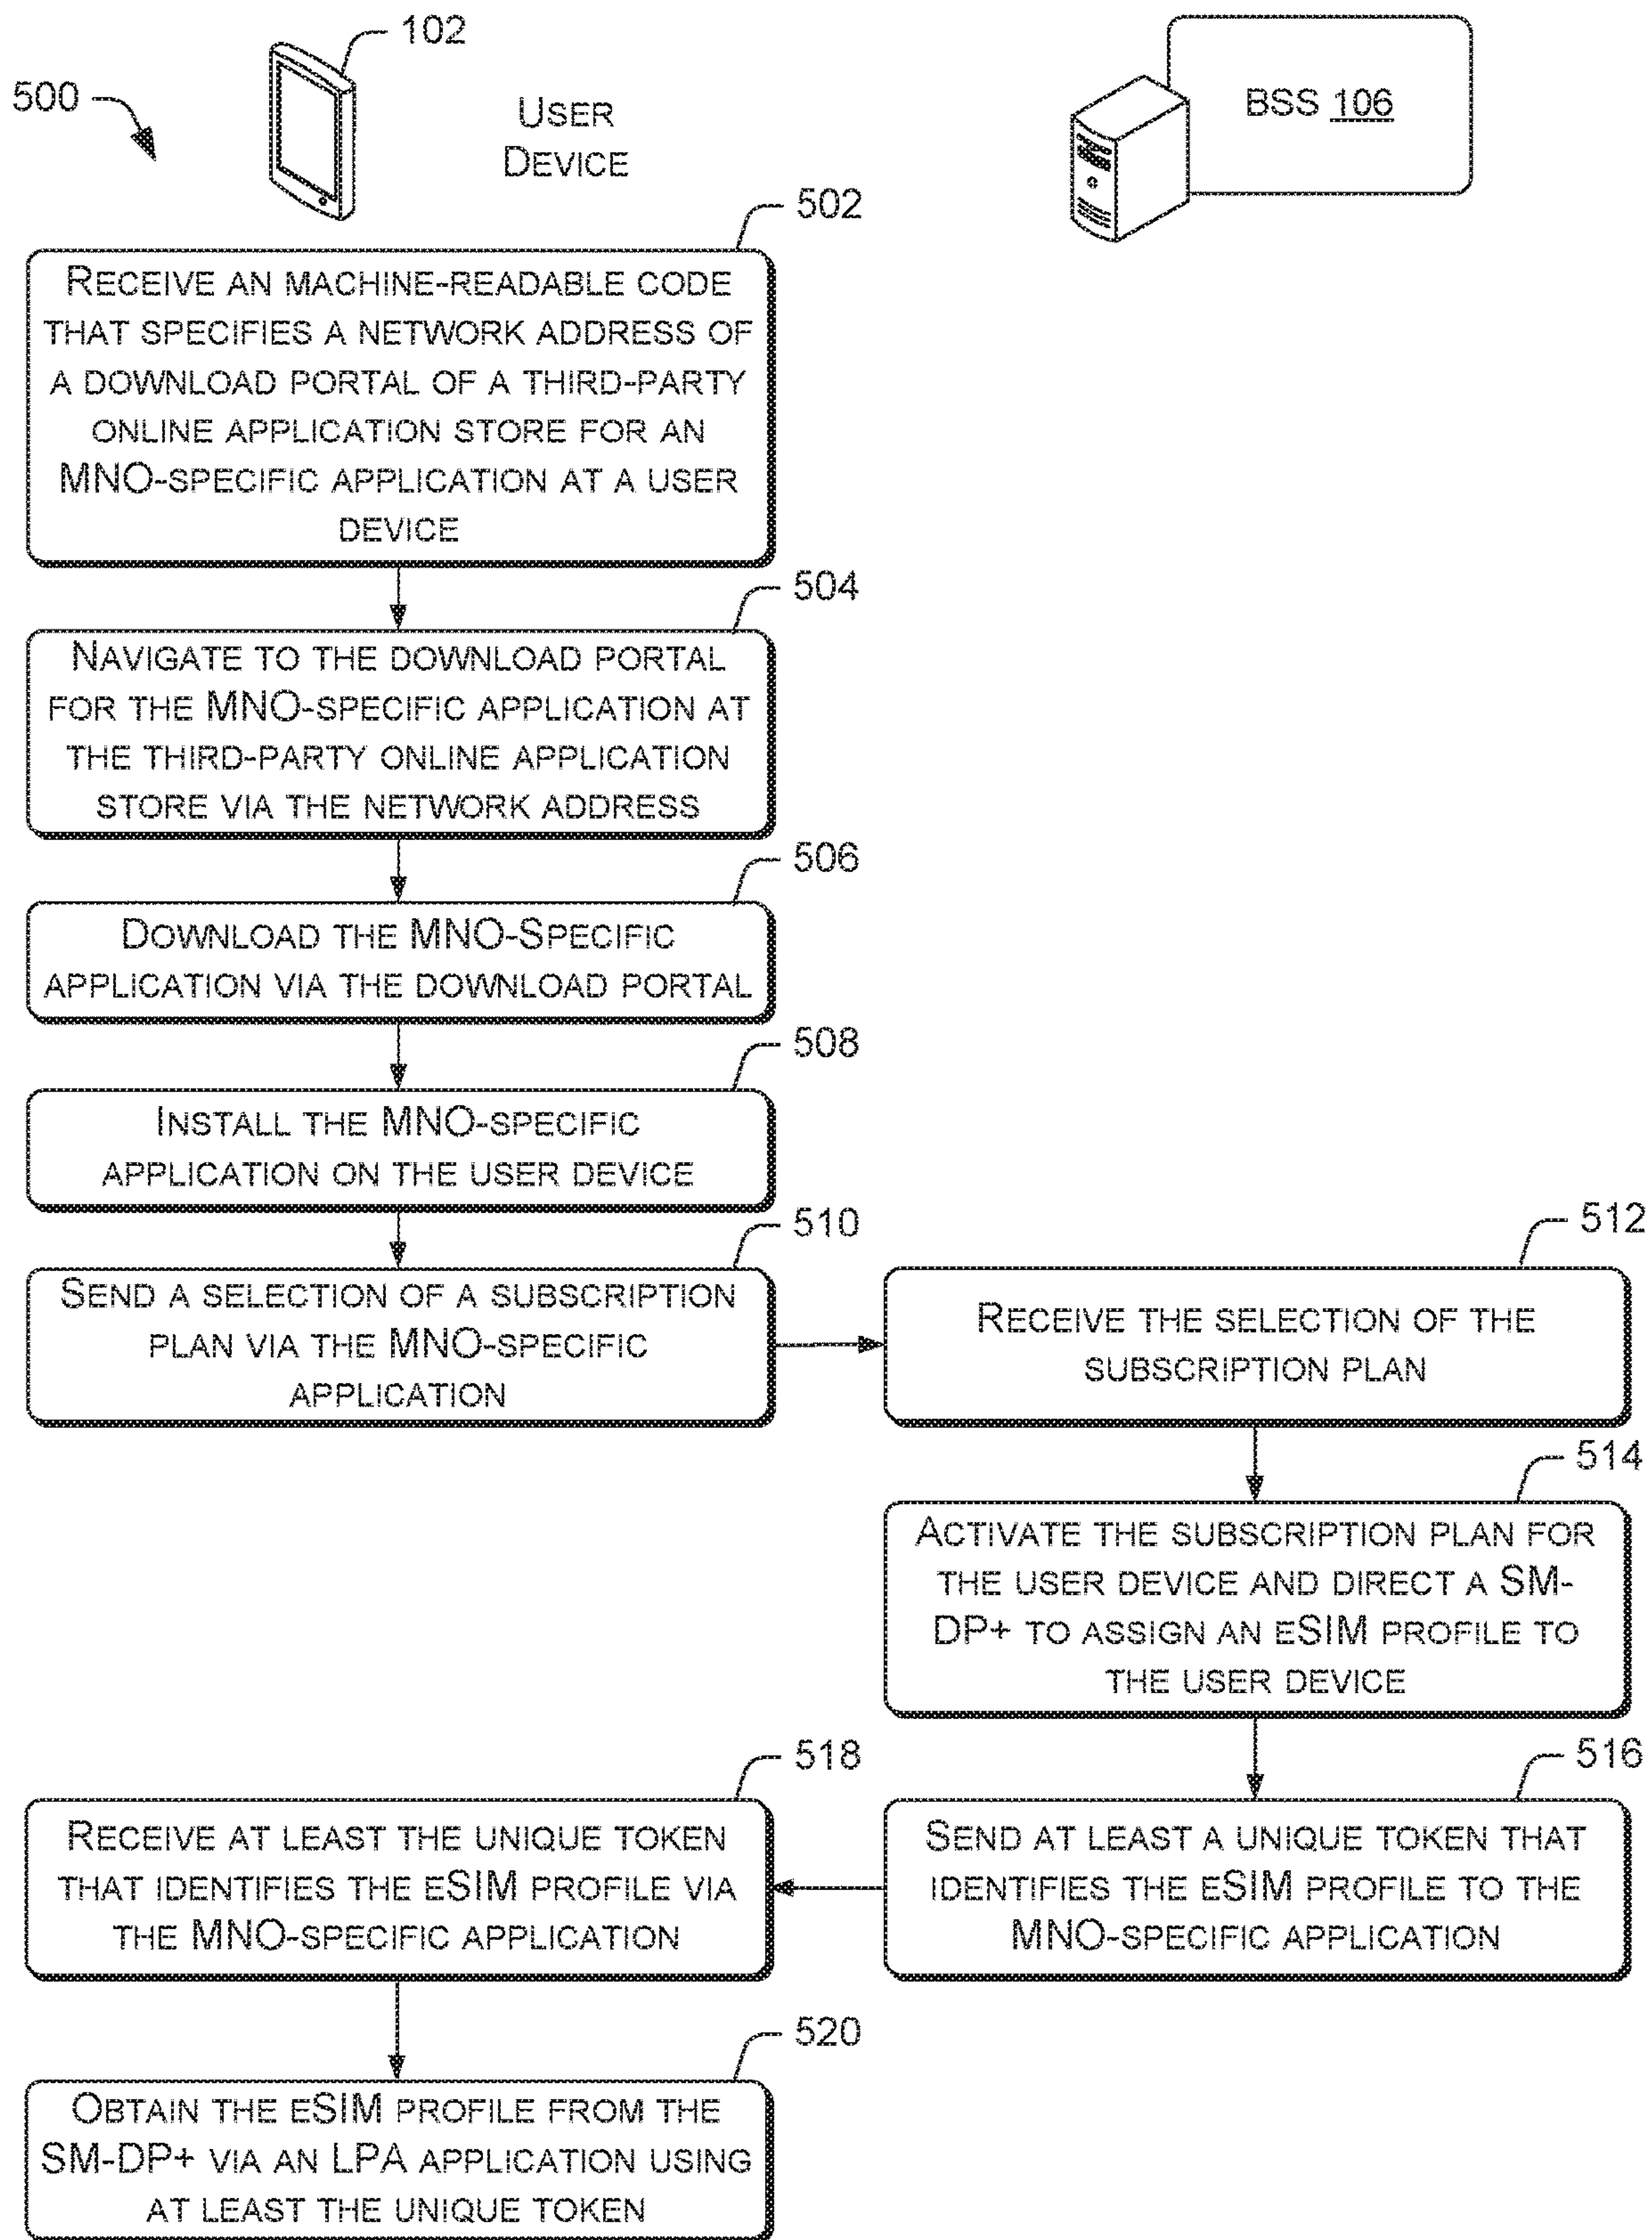 102
500
USER
DEVICE
BSS 106
502
RECEIVE AN MACHINE-READABLE CODE
THAT SPECIFIES A NETWORK ADDRESS OF
A DOWNLOAD PORTAL OF A THIRD-PARTY
ONLINE APPLICATION STORE FOR AN
MNO-SPECIFIC APPLICATION AT A USER
DEVICE
504
NAVIGATE TO THE DOWNLOAD PORTAL
FOR THE MNO-SPECIFIC APPLICATION AT
THE THIRD-PARTY ONLINE APPLICATION
STORE VIA THE NETWORK ADDRESS
506
DOWNLOAD THE MNO-SPECIFIC
APPLICATION VIA THE DOWNLOAD PORTAL
508
INSTALL THE MNO-SPECIFIC
APPLICATION ON THE USER DEVICE
510
SEND A SELECTION OF A SUBSCRIPTION
PLAN VIA THE MNO-SPECIFIC
APPLICATION
512
RECEIVE THE SELECTION OF THE
SUBSCRIPTION PLAN
514
ACTIVATE THE SUBSCRIPTION PLAN FOR
THE USER DEVICE AND DIRECT A SM-
DP+ TO ASSIGN AN ESIM PROFILE TO
THE USER DEVICE
516
SEND AT LEAST A UNIQUE TOKEN THAT
IDENTIFIES THE ESIM PROFILE TO THE
MNO-SPECIFIC APPLICATION
518
RECEIVE AT LEAST THE UNIQUE TOKEN
THAT IDENTIFIES THE ESIM PROFILE VIA
THE MNO-SPECIFIC APPLICATION
520
OBTAIN THE ESIM PROFILE FROM THE
SM-DP+ VIA AN LPA APPLICATION USING
AT LEAST THE UNIQUE TOKEN